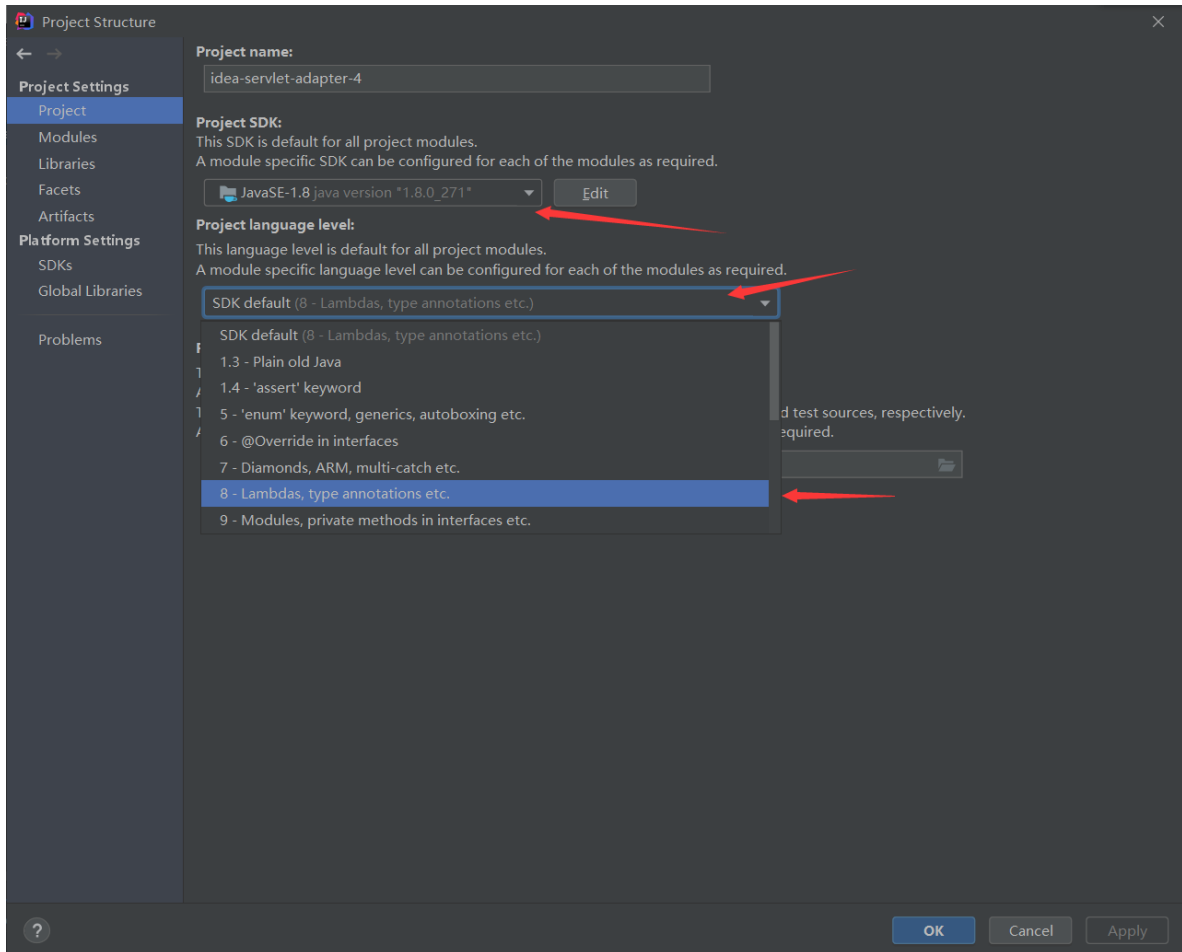 Project Structure
Project Settings
Project
Modules
Libraries
Facets
Artifacts
Platform Settings
SDKs
Global Libraries
Problems
Project name:
idea-servlet-adapter-4
Project SDK:
This SDK is default for all project modules.
A module specific SDK can be configured for each of the modules as required.
JavaSE-1.8 java version "1.8.0_271"
Edit
Project language level:
This language level is default for all project modules.
A module specific language level can be configured for each of the modules as required.
SDK default (8 - Lambdas, type annotations etc.)
SDK default (8 - Lambdas, type annotations etc.)
1.3 - Plain old Java
1.4 - 'assert' keyword
5 - 'enum' keyword, generics, autoboxing etc.
d test sources, respectively.
6 - @Override in interfaces
equired.
7 - Diamonds, ARM, multi-catch etc.
8 - Lambdas, type annotations etc.
9 - Modules, private methods in interfaces etc.
?
OK
Cancel
Apply